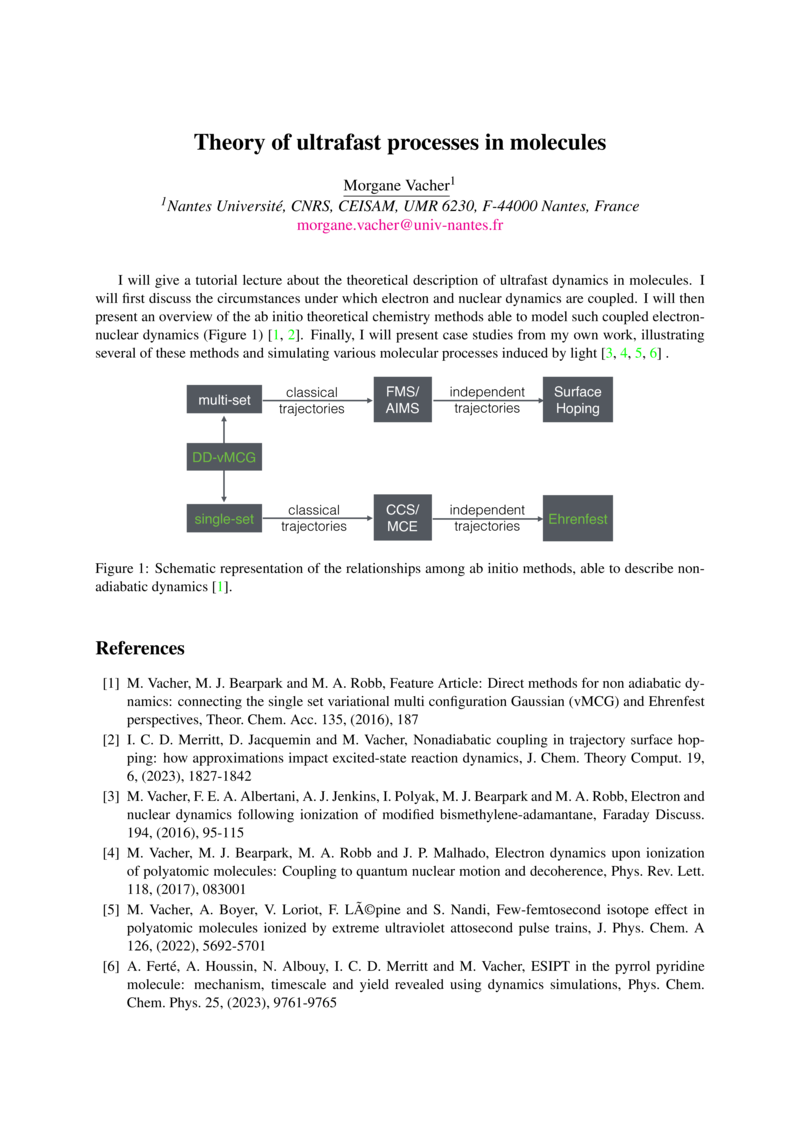 Theory of ultrafast processes in molecules
Morgane Vacher1
1Nantes Université, CNRS, CEISAM, UMR 6230, F-44000 Nantes, France
morgane.vacher@univ-nantes.fr
I will give a tutorial lecture about the theoretical description of ultrafast dynamics in molecules. I
will first discuss the circumstances under which electron and nuclear dynamics are coupled. I will then
present an overview of the ab initio theoretical chemistry methods able to model such coupled electron-
nuclear dynamics (Figure 1) [1, 2]. Finally, I will present case studies from my own work, illustrating
several of these methods and simulating various molecular processes induced by light [3, 4, 5, 6] .
multi-set
classical
trajectories
FMS/
AIMS
independent
trajectories
Surface
Hoping
DD-vMCG
single-set
classical
trajectories
CCS/
MCE
independent
trajectories
Ehrenfest
Figure 1: Schematic representation of the relationships among ab initio methods, able to describe non-
adiabatic dynamics [1].
References
[1] M. Vacher, M. J. Bearpark and M. A. Robb, Feature Article: Direct methods for non adiabatic dy-
namics: connecting the single set variational multi configuration Gaussian (vMCG) and Ehrenfest
perspectives, Theor. Chem. Acc. 135, (2016), 187
[2] I. C. D. Merritt, D. Jacquemin and M. Vacher, Nonadiabatic coupling in trajectory surface hop-
ping: how approximations impact excited-state reaction dynamics, J. Chem. Theory Comput. 19,
6, (2023), 1827-1842
[3] M. Vacher, F. E. A. Albertani, A. J. Jenkins, I. Polyak, M. J. Bearpark and M. A. Robb, Electron and
nuclear dynamics following ionization of modified bismethylene-adamantane, Faraday Discuss.
194, (2016), 95-115
[4] M. Vacher, M. J. Bearpark, M. A. Robb and J. P. Malhado, Electron dynamics upon ionization
of polyatomic molecules: Coupling to quantum nuclear motion and decoherence, Phys. Rev. Lett.
118, (2017), 083001
[5] M. Vacher, A. Boyer, V. Loriot, F. LÃ©pine and S. Nandi, Few-femtosecond isotope effect in
polyatomic molecules ionized by extreme ultraviolet attosecond pulse trains, J. Phys. Chem. A
126, (2022), 5692-5701
[6] A. Ferté, A. Houssin, N. Albouy, I. C. D. Merritt and M. Vacher, ESIPT in the pyrrol pyridine
molecule: mechanism, timescale and yield revealed using dynamics simulations, Phys. Chem.
Chem. Phys. 25, (2023), 9761-9765